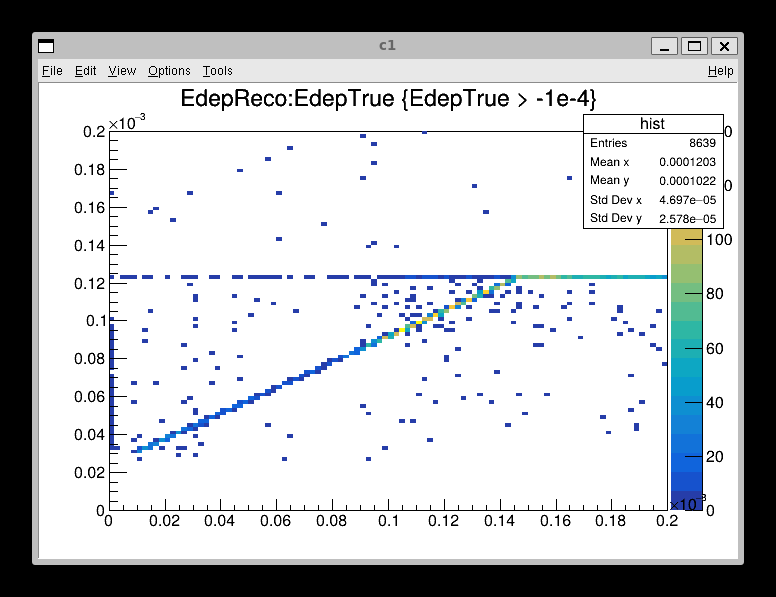 c1
File Edit View Options Tools Help
EdepReco:EdepTrue {EdepTrue > -1e-4}
×10⁻³
hist
Entries 8639
Mean x 0.0001203
Mean y 0.0001022
Std Dev x 4.697e−05
Std Dev y 2.578e−05
0.2
0.18
0.16
0.14
0.12
0.1
0.08
0.06
0.04
0.02
0
0
0
100
80
60
40
20
0
×10⁻³
0 0.02 0.04 0.06 0.08 0.1 0.12 0.14 0.16 0.18 0.2